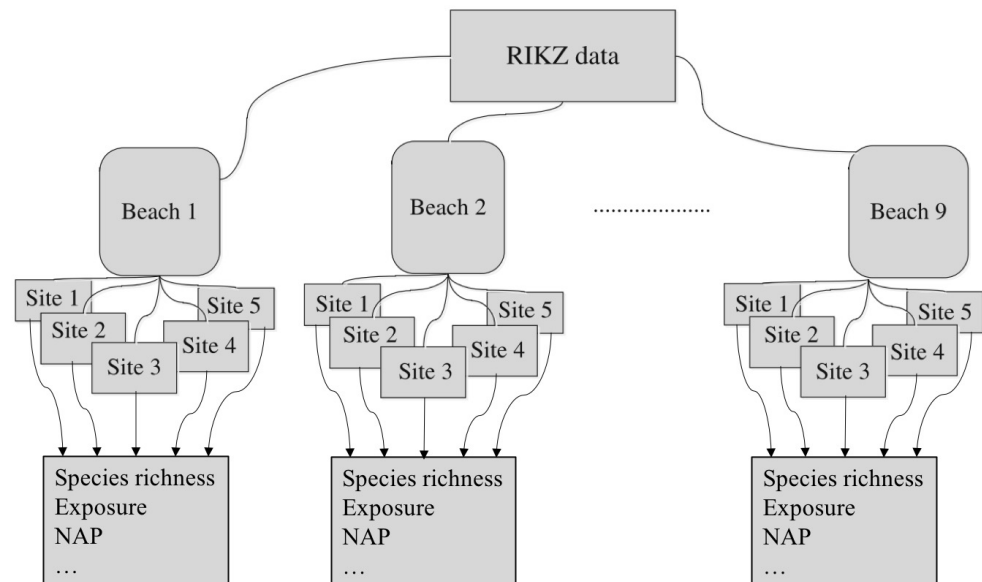 RIKZ data
Beach 1
Beach 2
...................
Beach 9
Site 1
Site 2
Site 3
Site 4
Site 5
Site 1
Site 2
Site 3
Site 4
Site 5
Site 1
Site 2
Site 3
Site 4
Site 5
Species richness
Exposure
NAP
…
Species richness
Exposure
NAP
…
Species richness
Exposure
NAP
…